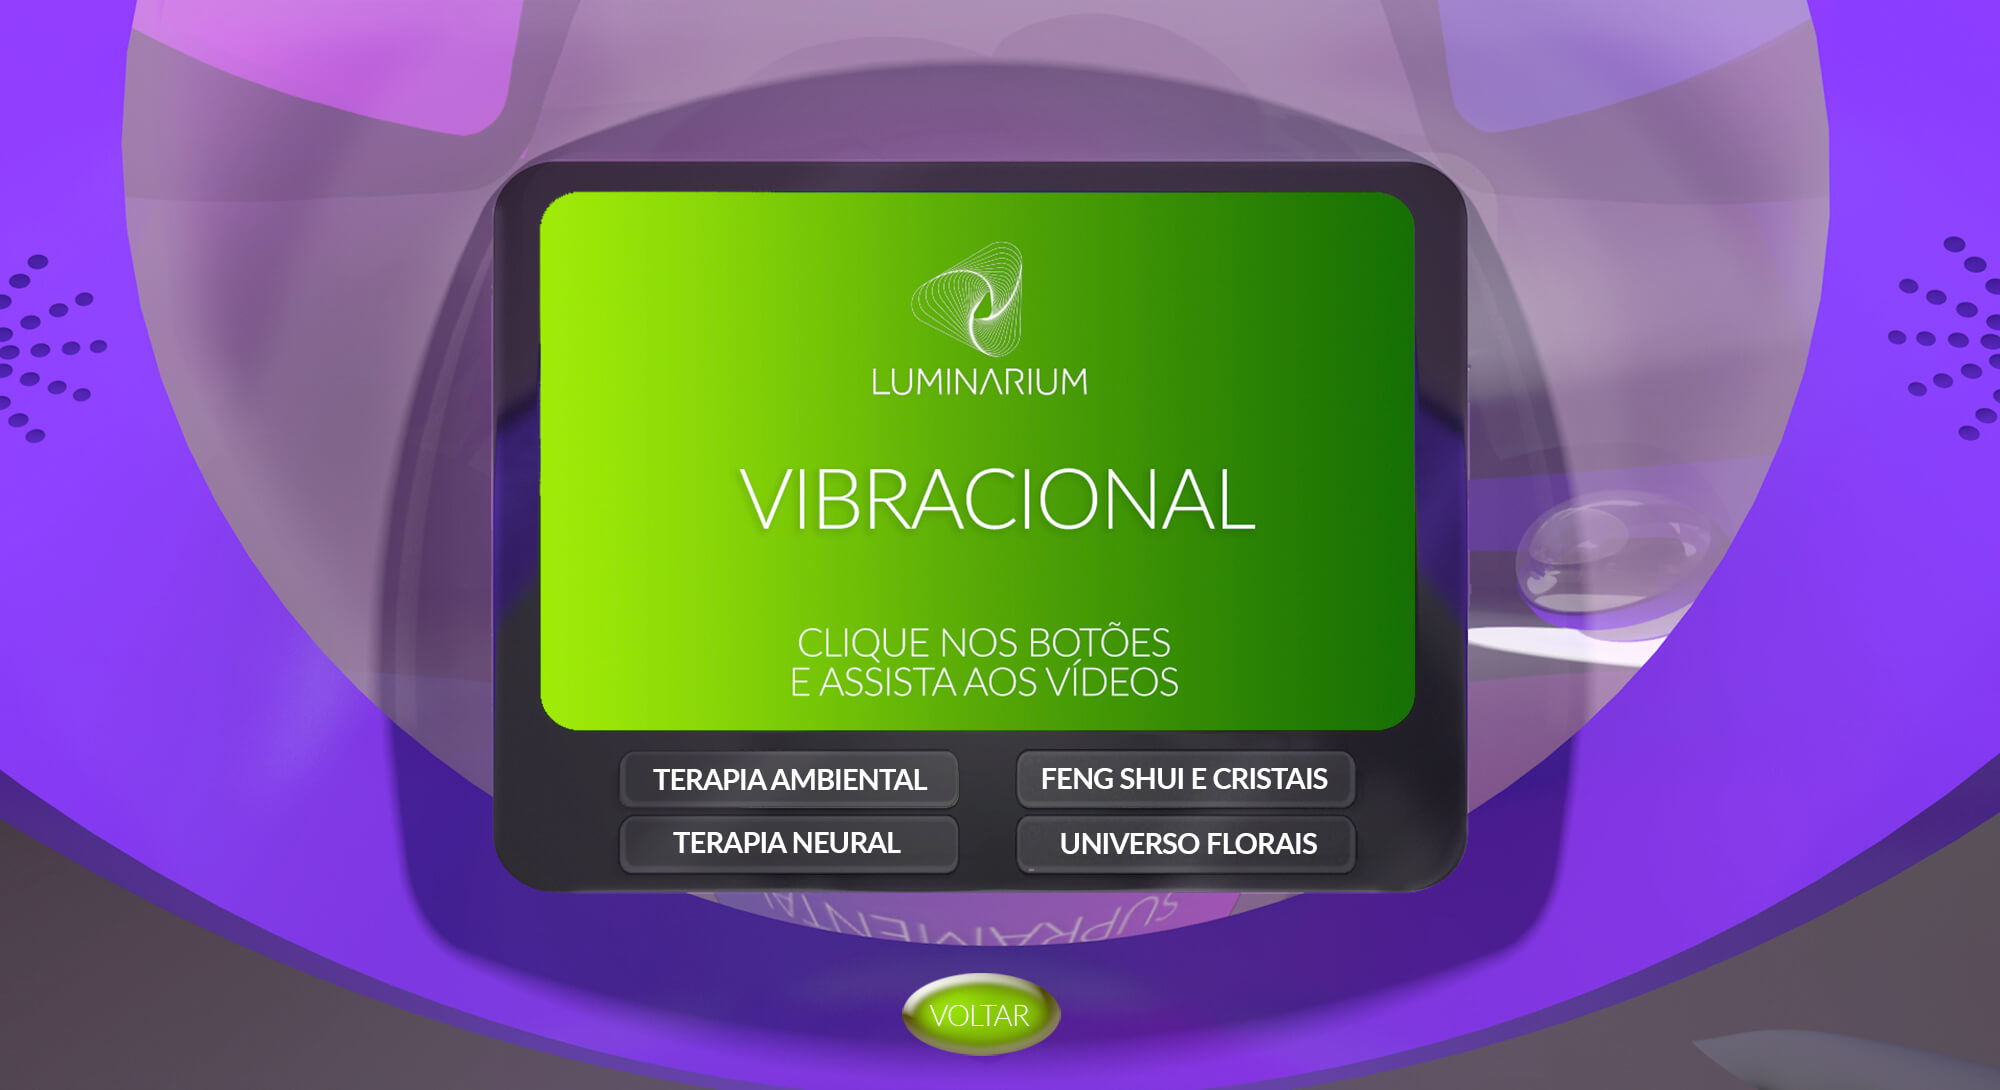 LUMINARIUM
VIBRACIONAL
CLIQUE NOS BOTÕES
E ASSISTA AOS VÍDEOS
TERAPIA AMBIENTAL
FENG SHUI E CRISTAIS
TERAPIA NEURAL
UNIVERSO FLORAIS
SUPRAMENTAL
VOLTAR